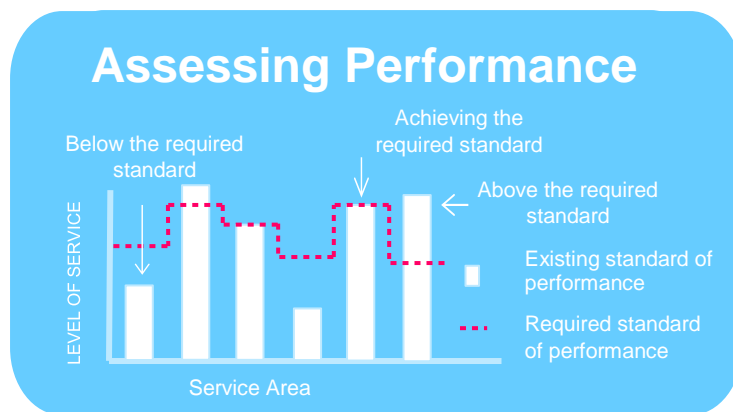 Assessing Performance
Achieving the
required standard
Below the required
standard
Above the required
standard
LEVEL OF SERVICE
Existing standard of
performance
Required standard
of performance
Service Area